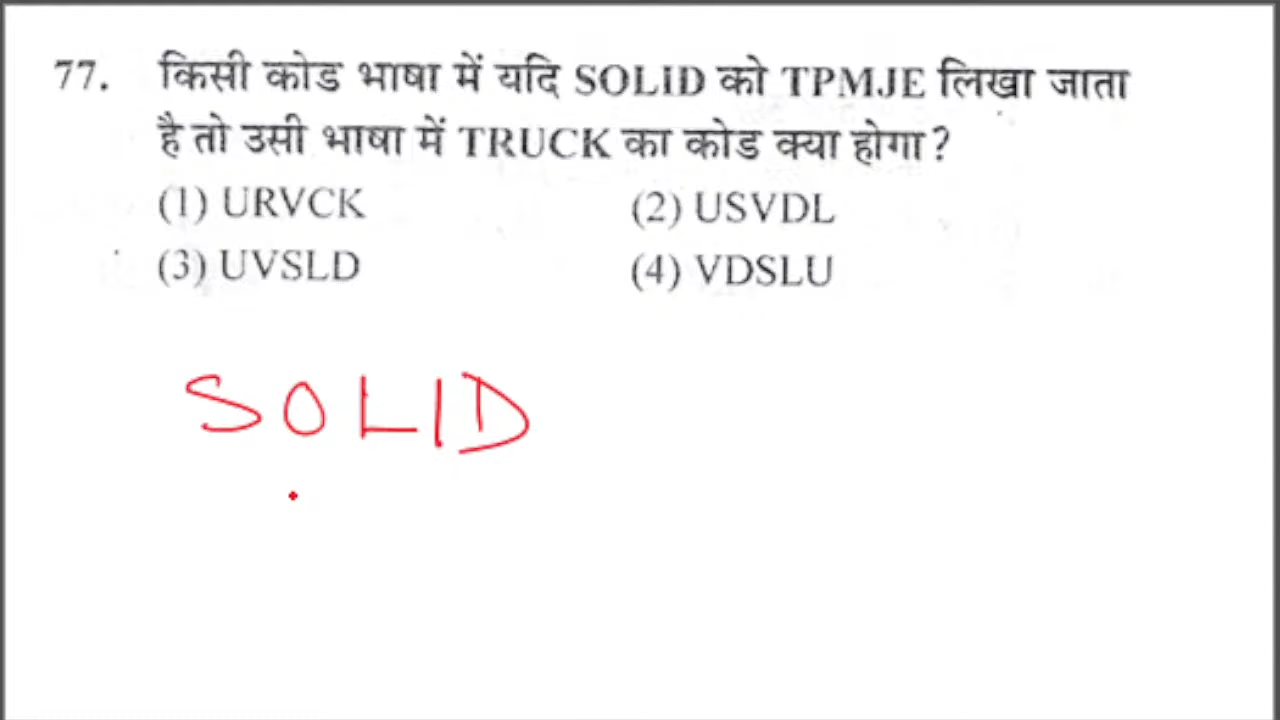 77. किसी कोड भाषा में यदि SOLID को TPMJE लिखा जाता
है तो उसी भाषा में TRUCK का कोड क्या होगा?
(1) URVCK (2) USVDL
(3) UVSLD (4) VDSLU
SOLID